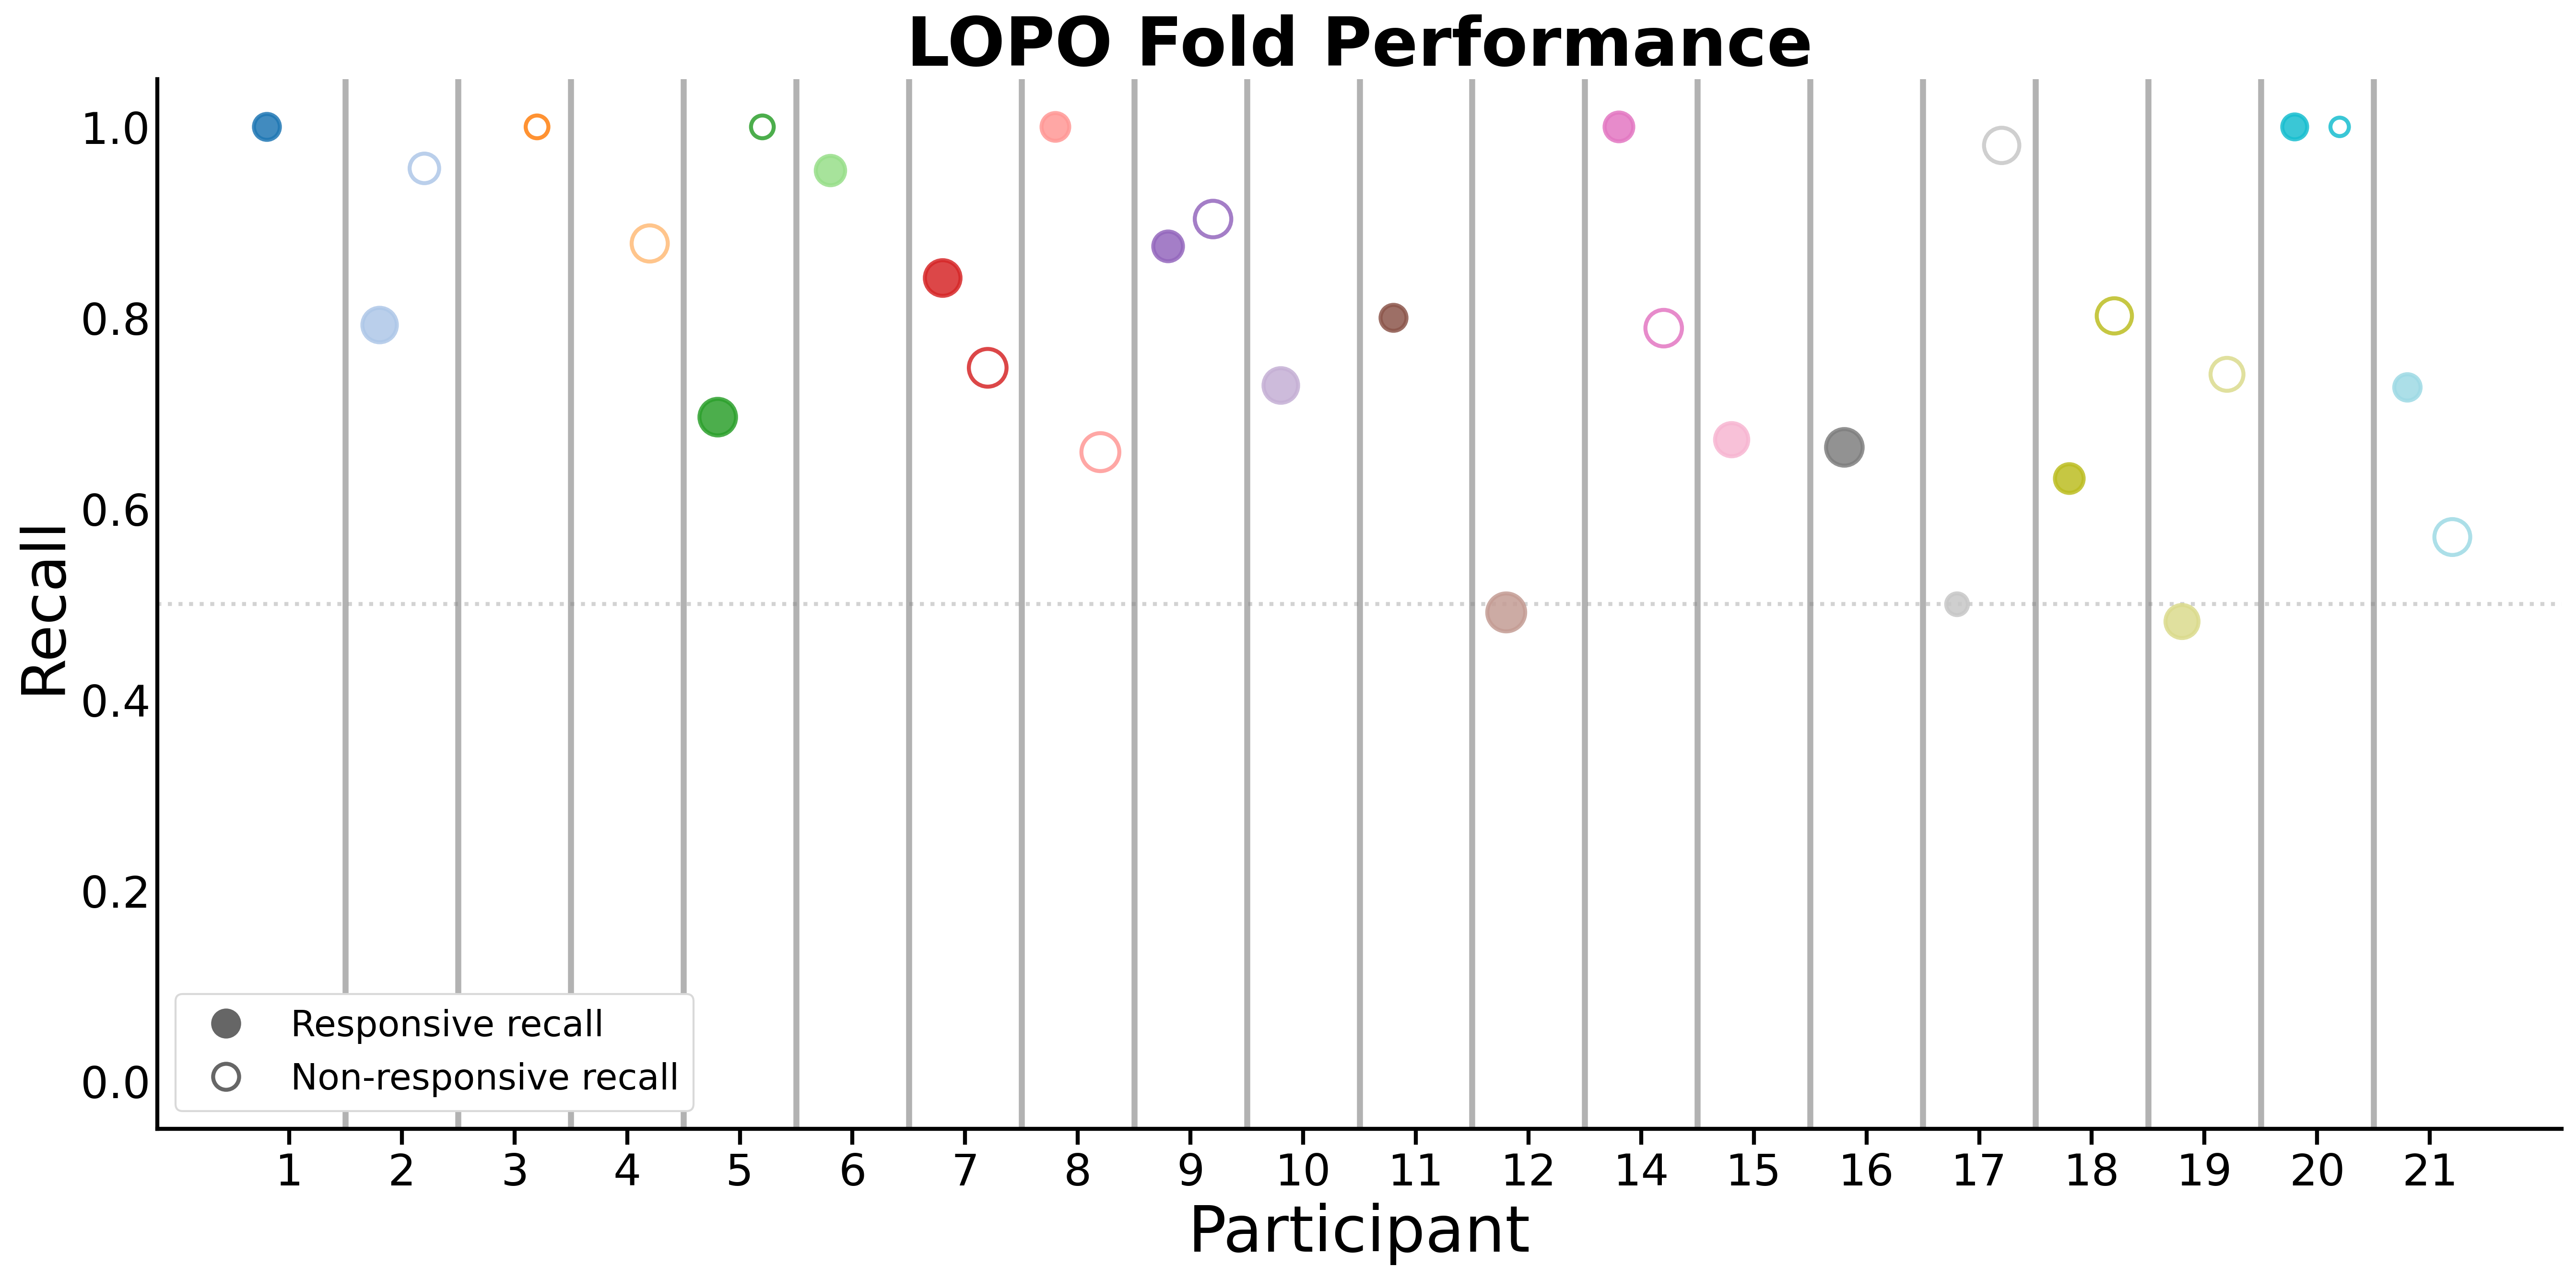 LOPO Fold Performance
Recall
1.0
0.8
0.6
0.4
0.2
0.0
Responsive recall
Non-responsive recall
1 2 3 4 5 6 7 8 9 10 11 12 14 15 16 17 18 19 20 21
Participant